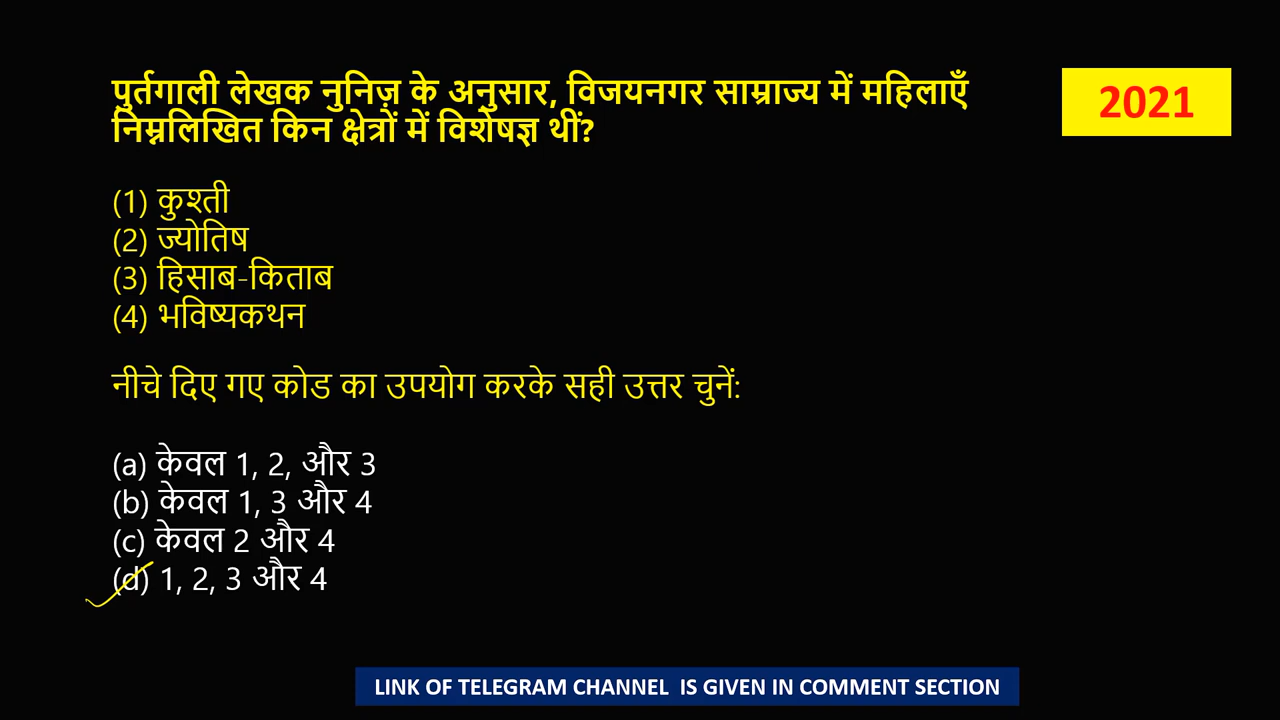 पुर्तगाली लेखक नुनिज़ के अनुसार, विजयनगर साम्राज्य में महिलाएँ
निम्नलिखित किन क्षेत्रों में विशेषज्ञ थीं?
2021
(1) कुश्ती
(2) ज्योतिष
(3) हिसाब-किताब
(4) भविष्यकथन
नीचे दिए गए कोड का उपयोग करके सही उत्तर चुनें:
(a) केवल 1, 2, और 3
(b) केवल 1, 3 और 4
(c) केवल 2 और 4
(d) 1, 2, 3 और 4
LINK OF TELEGRAM CHANNEL IS GIVEN IN COMMENT SECTION